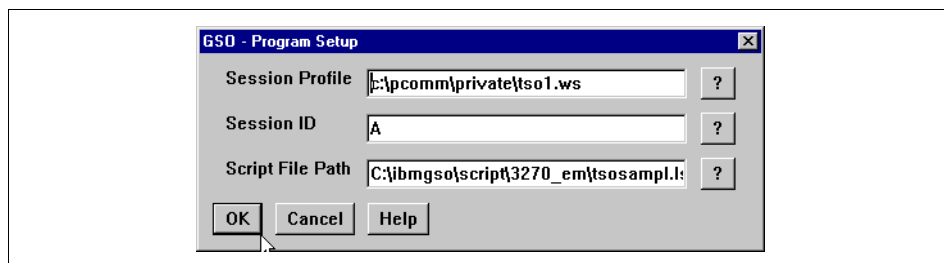 GSO - Program Setup
Session Profile c:\pcomm\private\tso1.ws ?
Session ID A ?
Script File Path C:\ibmgso\script\3270_em\tsosampl.ls ?
OK Cancel Help